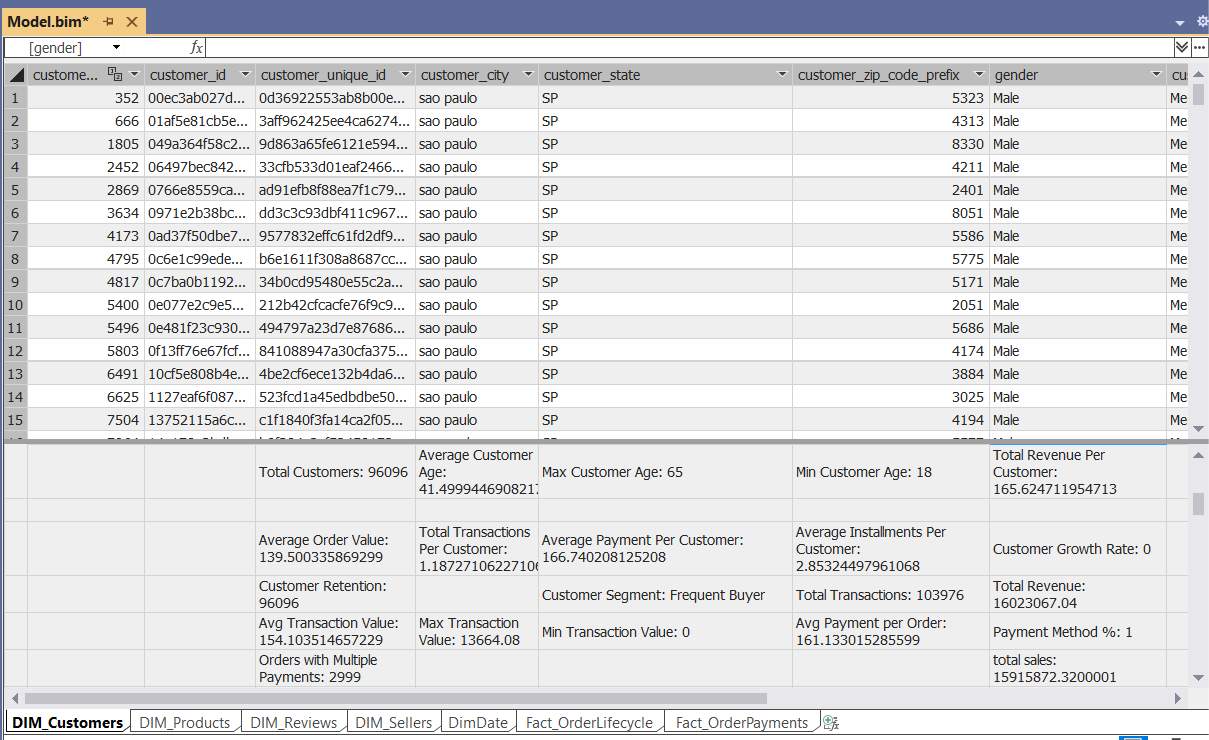 Model.bim*
[gender] fx
custome... customer_id customer_unique_id customer_city customer_state customer_zip_code_prefix gender cu
1 352 00ec3ab027d... 0d36922553ab8b00e... sao paulo SP 5323 Male Me
2 666 01af5e81cb5e... 3aff962425ee4ca6274... sao paulo SP 4313 Male Me
3 1805 049a364f58c2... 9d863a65fe6121e594... sao paulo SP 8330 Male Me
4 2452 06497bec842... 33cfb533d01eaf2466... sao paulo SP 4211 Male Me
5 2869 0766e8559ca... ad91efb8f88ea7f1c79... sao paulo SP 2401 Male Me
6 3634 0971e2b38bc... dd3c3c93dbf411c967... sao paulo SP 8051 Male Me
7 4173 0ad37f50dbe7... 9577832effc61fd2df9... sao paulo SP 5586 Male Me
8 4795 0c6e1c99ede... b6e1611f308a8687cc... sao paulo SP 5775 Male Me
9 4817 0c7ba0b1192... 34b0cd95480e55c2a... sao paulo SP 5171 Male Me
10 5400 0e077e2c9e5... 212b42cfcacfe76f9c9... sao paulo SP 2051 Male Me
11 5496 0e481f23c930... 494797a23d7e87686... sao paulo SP 5686 Male Me
12 5803 0f13ff76e67fcf... 841088947a30cfa375... sao paulo SP 4174 Male Me
13 6491 10cf5e808b4e... 4be2cf6ece132b4da6... sao paulo SP 3884 Male Me
14 6625 1127eaf6f087... 523fcd1a45edbdbe50... sao paulo SP 3025 Male Me
15 7504 13752115a6c... c1f1840f3fa14ca2f05... sao paulo SP 4194 Male Me
Total Customers: 96096
Average Customer
Age:
41.4999446908217
Max Customer Age: 65
Min Customer Age: 18
Total Revenue Per
Customer:
165.624711954713
Average Order Value:
139.500335869299
Total Transactions
Per Customer:
1.18727106227106
Average Payment Per Customer:
166.740208125208
Average Installments Per
Customer:
2.85324497961068
Customer Growth Rate: 0
Customer Retention:
96096
Customer Segment: Frequent Buyer
Total Transactions: 103976
Total Revenue:
16023067.04
Avg Transaction Value:
154.103514657229
Max Transaction
Value: 13664.08
Min Transaction Value: 0
Avg Payment per Order:
161.133015285599
Payment Method %: 1
Orders with Multiple
Payments: 2999
total sales:
15915872.3200001
DIM_Customers DIM_Products DIM_Reviews DIM_Sellers DimDate Fact_OrderLifecycle Fact_OrderPayments